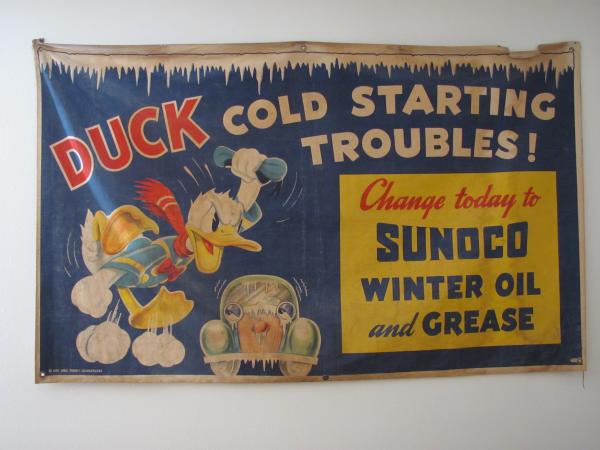 DUCK COLD STARTING
TROUBLES!
Change today to
SUNOCO
WINTER OIL
and GREASE